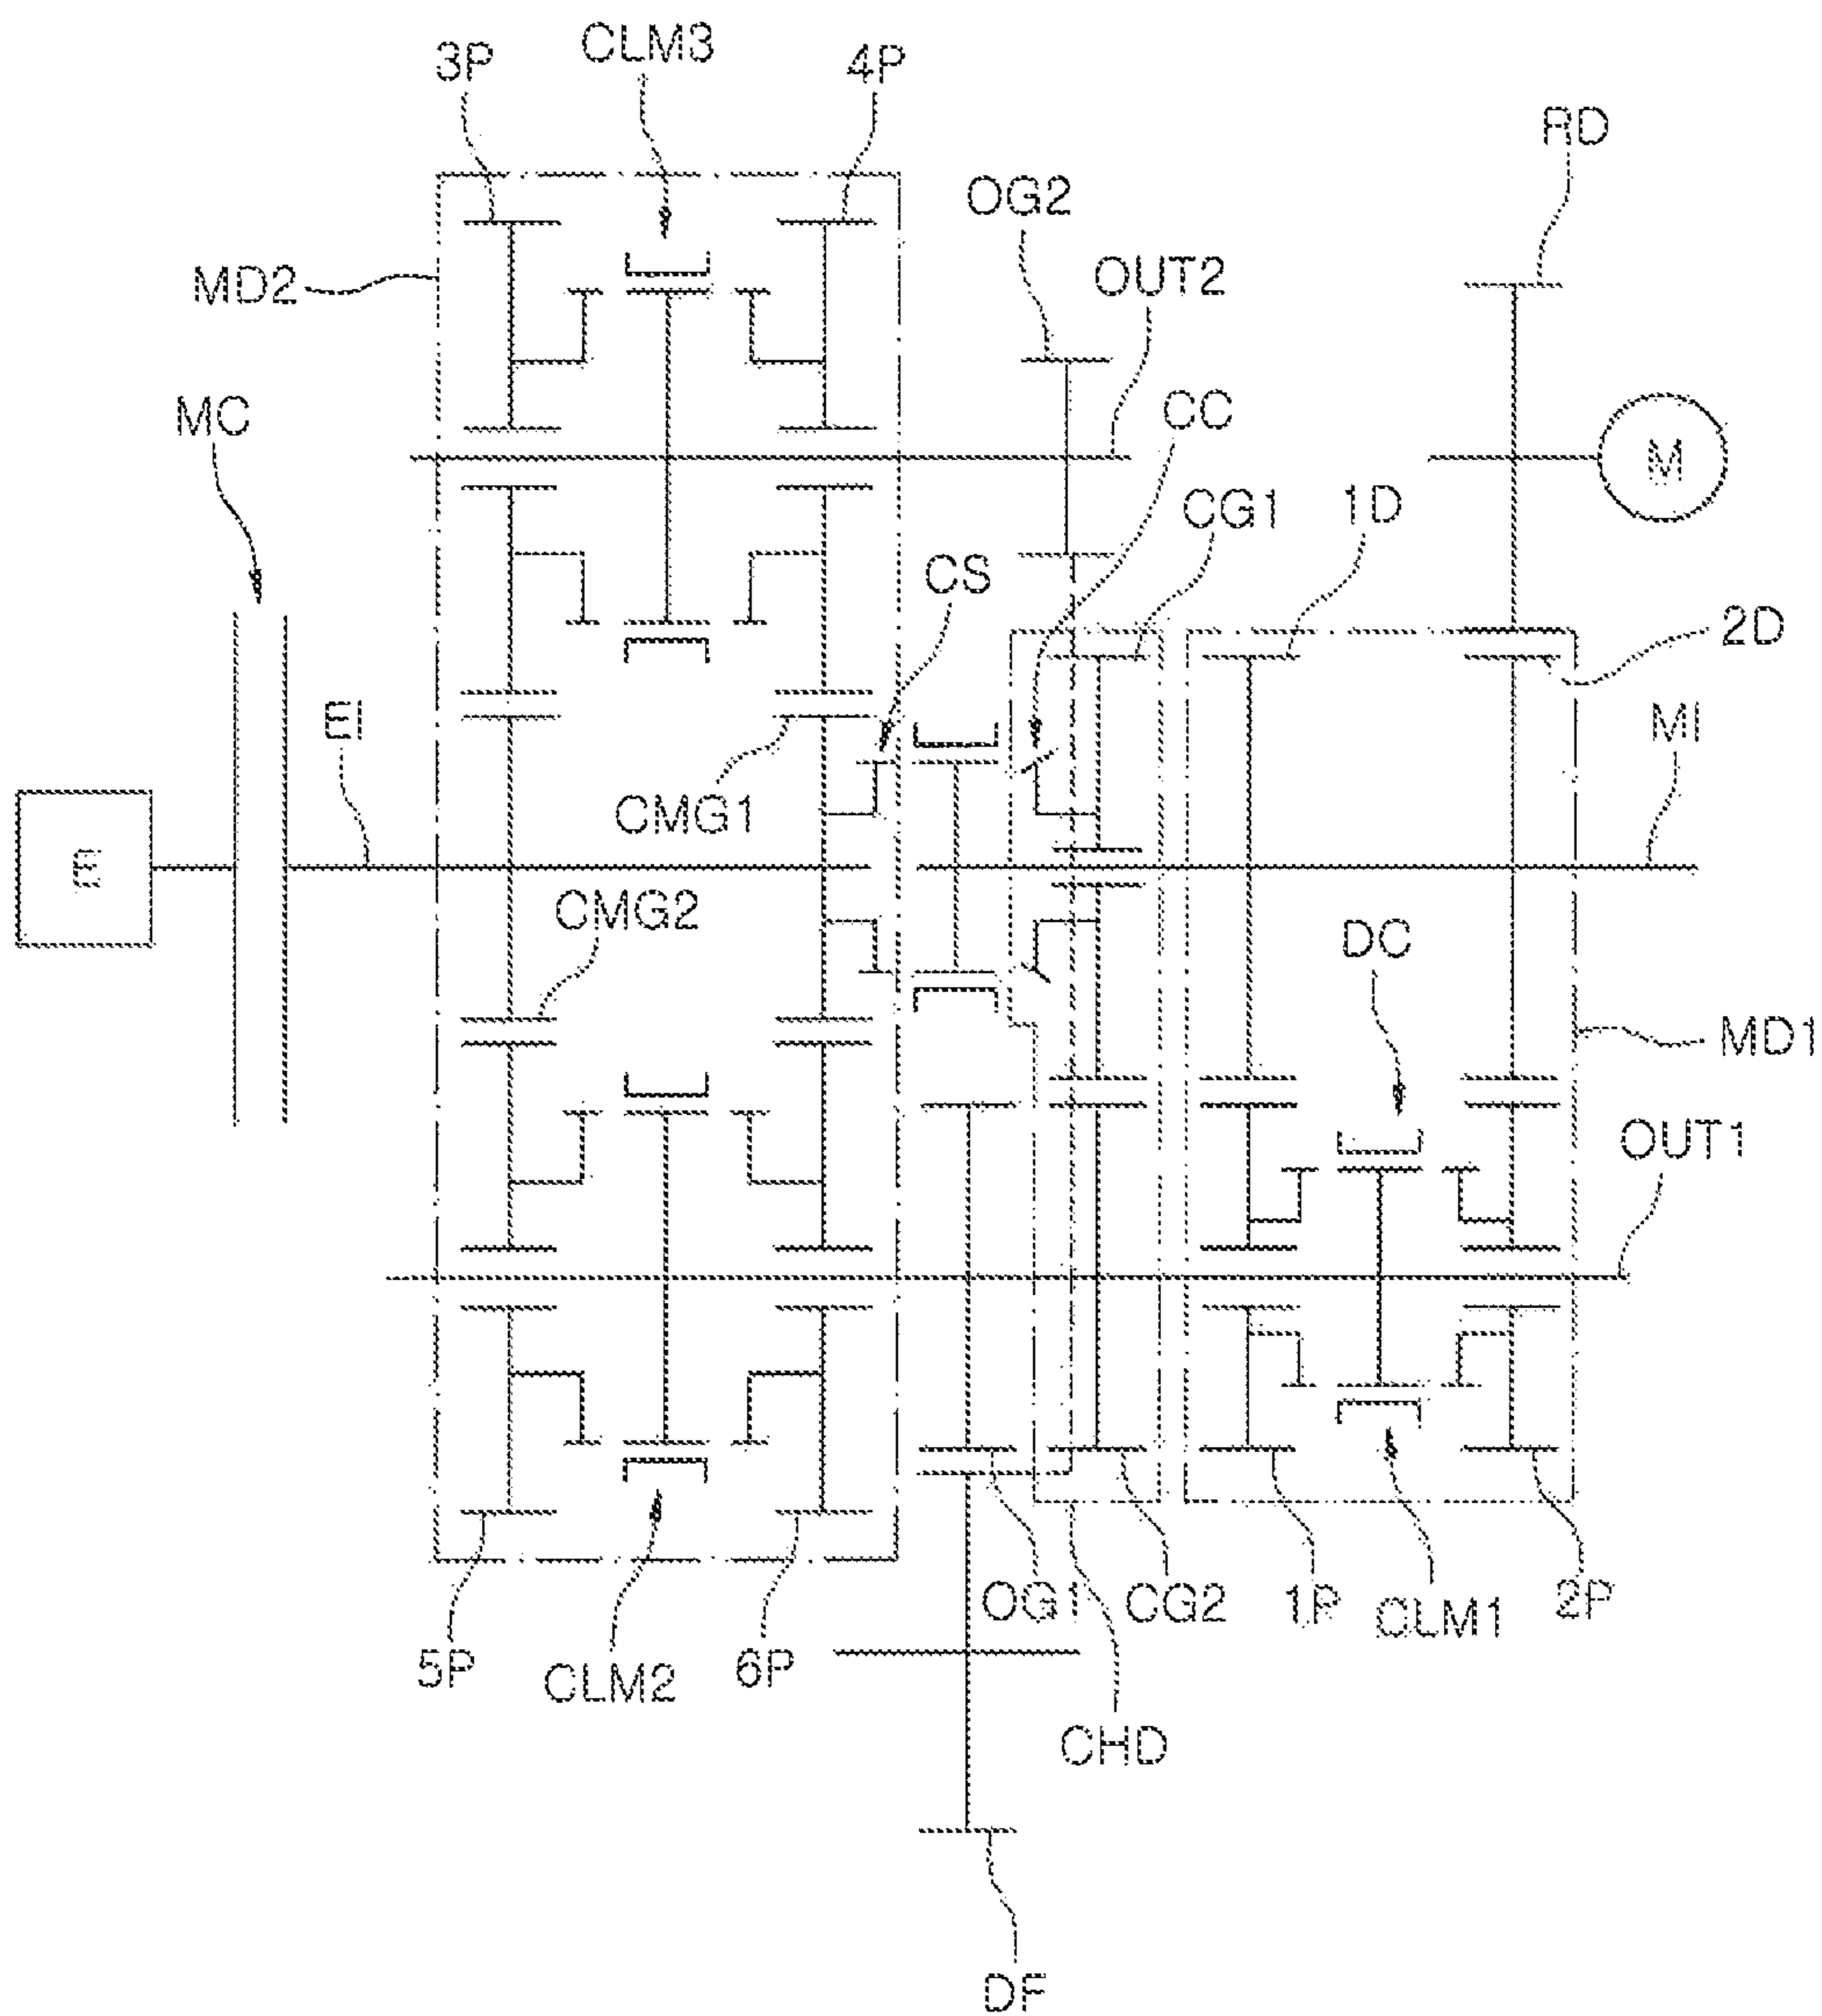 3P
CLM3
4P
RD
OG2
MD2
OUT2
MC
CC
M
CG1
1D
CS
2D
EI
MI
CMG1
E
CMG2
DC
MD1
OUT1
OG1
CG2
1P
CLM1
2P
5P
CLM2
6P
CHD
DF